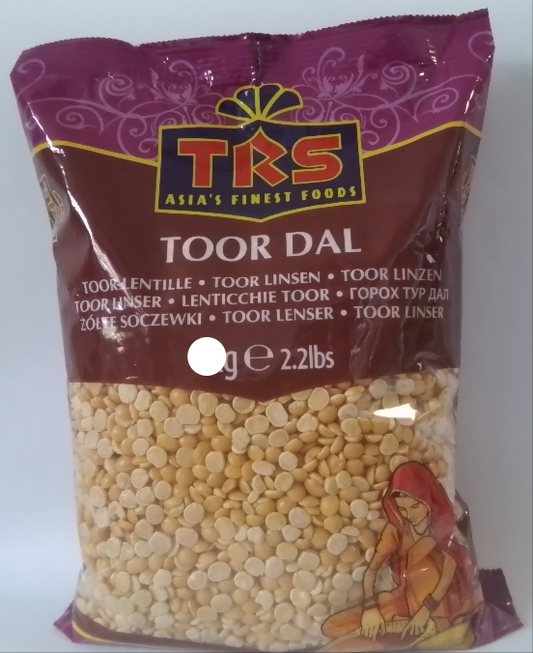 TRS
ASIA'S FINEST FOODS
TOOR DAL
TOOR LENTILLE • TOOR LINSEN • TOOR LINZEN
TOOR LINSER • LENTICCHIE TOOR • ГОРОХ ТУР ДАЛ
ŻÓŁTE SOCZEWKI • TOOR LENSER • TOOR LINSER
g ℮ 2.2lbs